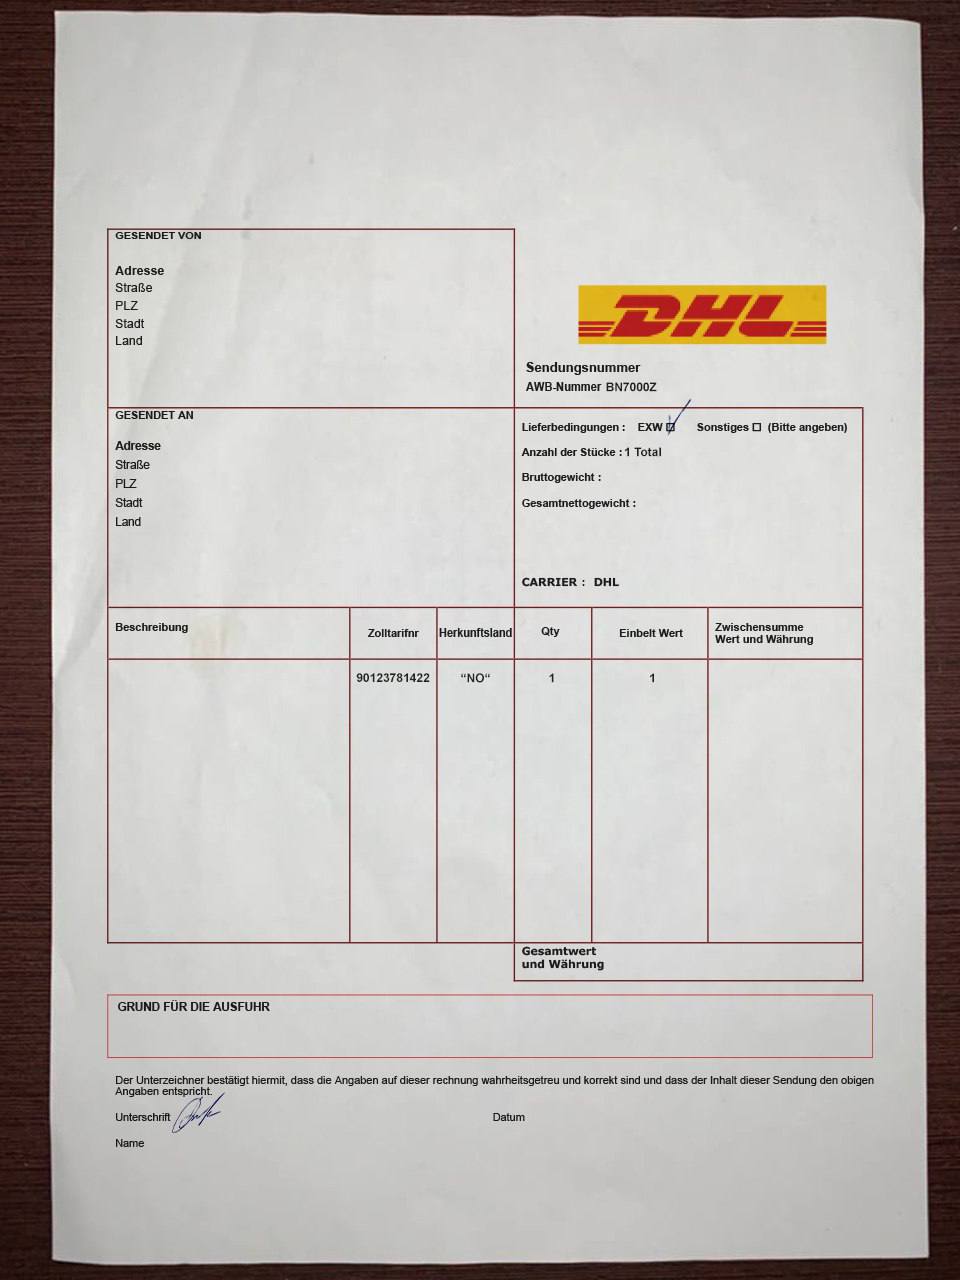 GESENDET VON
Adresse
Straße
PLZ
Stadt
Land
DHL
Sendungsnummer
AWB-Nummer BN7000Z
GESENDET AN
Adresse
Straße
PLZ
Stadt
Land
Lieferbedingungen : EXW ☑ Sonstiges ☐ (Bitte angeben)
Anzahl der Stücke : 1 Total
Bruttogewicht :
Gesamtnettogewicht :
CARRIER : DHL
Beschreibung Zolltarifnr Herkunftsland Qty Einbelt Wert Zwischensumme
Wert und Währung
90123781422 “NO“ 1 1
Gesamtwert
und Währung
GRUND FÜR DIE AUSFUHR
Der Unterzeichner bestätigt hiermit, dass die Angaben auf dieser rechnung wahrheitsgetreu und korrekt sind und dass der Inhalt dieser Sendung den obigen
Angaben entspricht.
Unterschrift Datum
Name